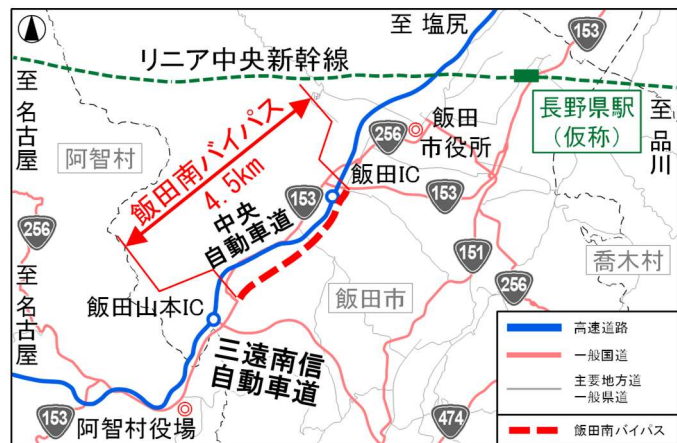 至 塩尻
153
リニア中央新幹線
至 名古屋
長野県駅
(仮称)
至 品川
飯田
市役所
256
阿智村
飯田南バイパス
4.5km
飯田IC
153
153
中央
自動車道
256
151
喬木村
256
至 名古屋
飯田市
飯田山本IC
三遠南信
自動車道
153
阿智村役場
474
高速道路
一般国道
主要地方道
一般県道
飯田南バイパス